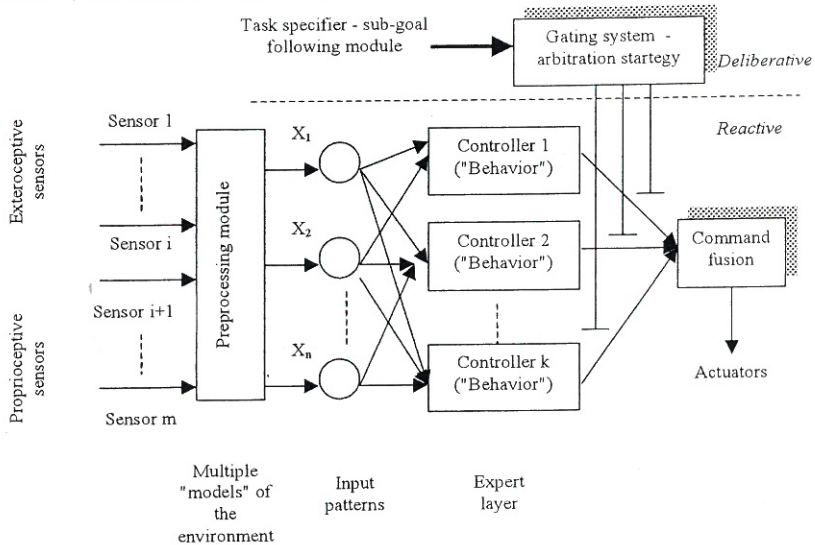 Task specifier - sub-goal
following module
Gating system -
arbitration startegy
Deliberative
Reactive
Exteroceptive
sensors
Proprioceptive
sensors
Sensor 1
Sensor i
Sensor i+1
Sensor m
Preprocessing module
X1
X2
Xn
Controller 1
("Behavior")
Controller 2
("Behavior")
Controller k
("Behavior")
Command
fusion
Actuators
Multiple
"models" of
the
environment
Input
patterns
Expert
layer